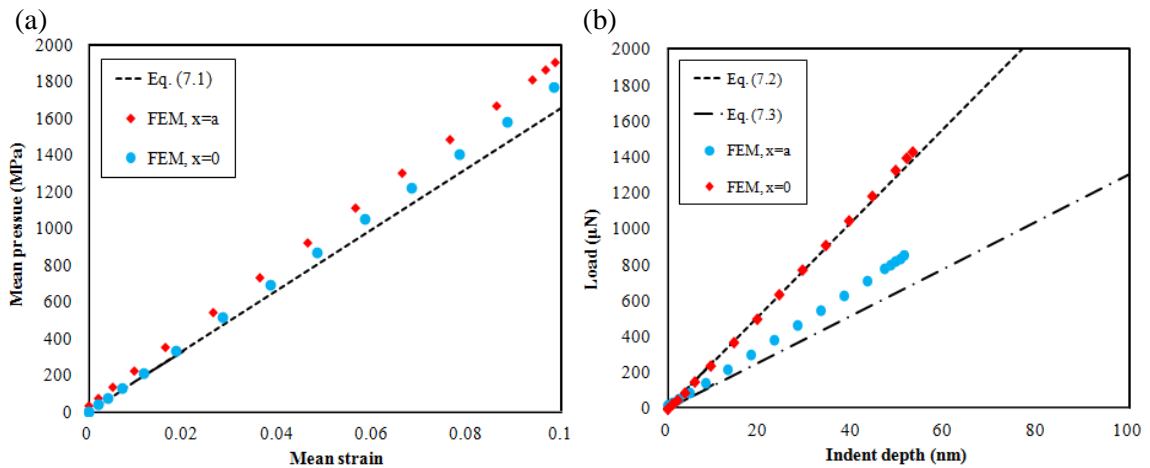 (a)
2000
1800
1600
1400
1200
1000
800
600
400
200
0
Mean presuure (MPa)
Eq. (7.1)
FEM, x=a
FEM, x=0
0
0.02
0.04
0.06
0.08
0.1
Mean strain
(b)
2000
1800
1600
1400
1200
1000
800
600
400
200
0
Load (μN)
Eq. (7.2)
Eq. (7.3)
FEM, x=a
FEM, x=0
0
20
40
60
80
100
Indent depth (nm)